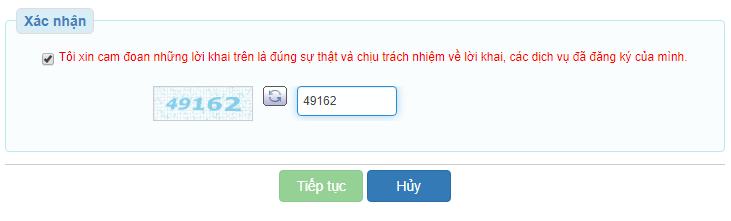 Xác nhận
Tôi xin cam đoan những lời khai trên là đúng sự thật và chịu trách nhiệm về lời khai, các dịch vụ đã đăng ký của mình.
49162 49162
Tiếp tục Hủy